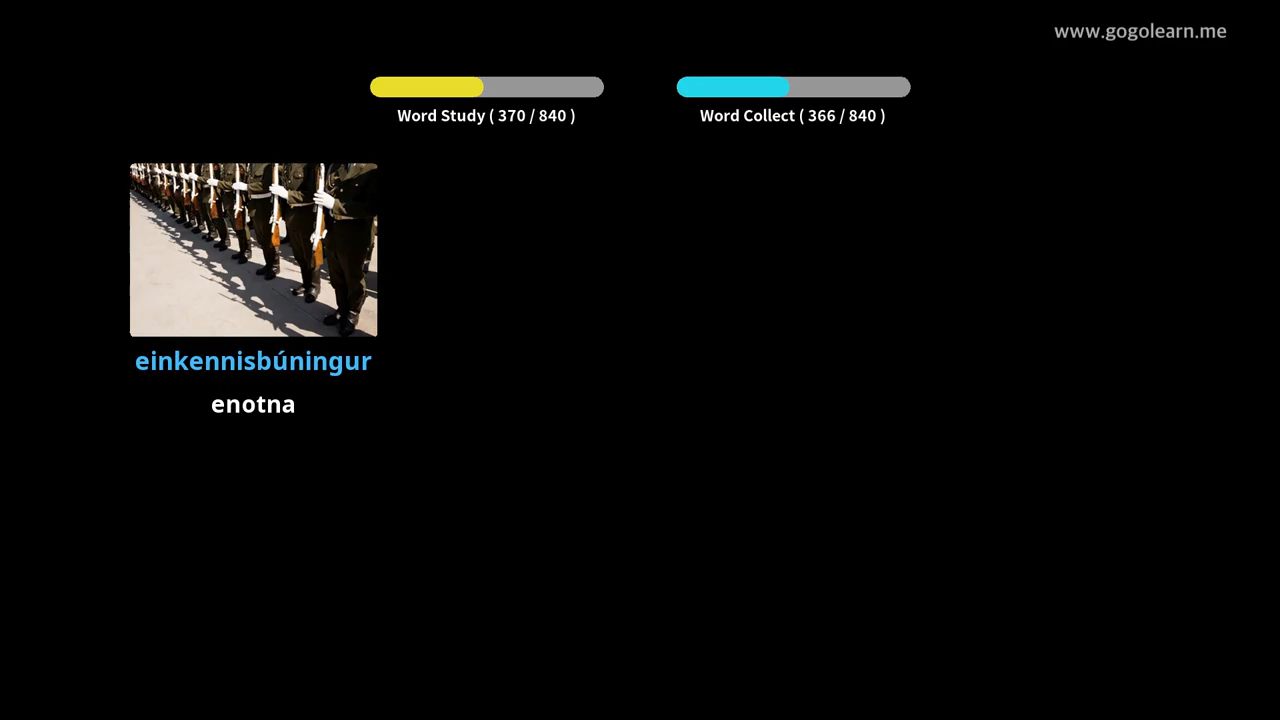 www.gogolearn.me
Word Study ( 370 / 840 )
Word Collect ( 366 / 840 )
einkennisbúningur
enotna